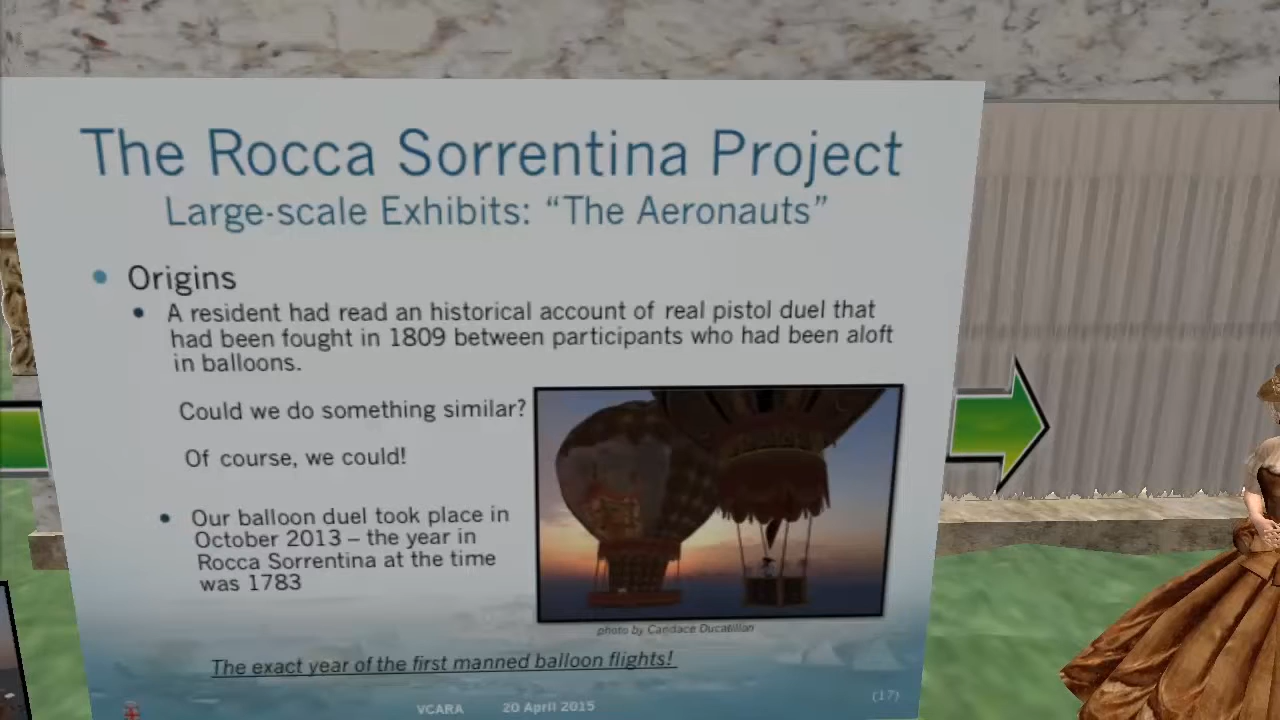 The Rocca Sorrentina Project
Large-scale Exhibits: “The Aeronauts”
Origins
A resident had read an historical account of real pistol duel that
had been fought in 1809 between participants who had been aloft
in balloons.
Could we do something similar?
Of course, we could!
Our balloon duel took place in
October 2013 – the year in
Rocca Sorrentina at the time
was 1783
photo by Candace Ducatillon
The exact year of the first manned balloon flights!
VCARA 20 April 2015 (17)